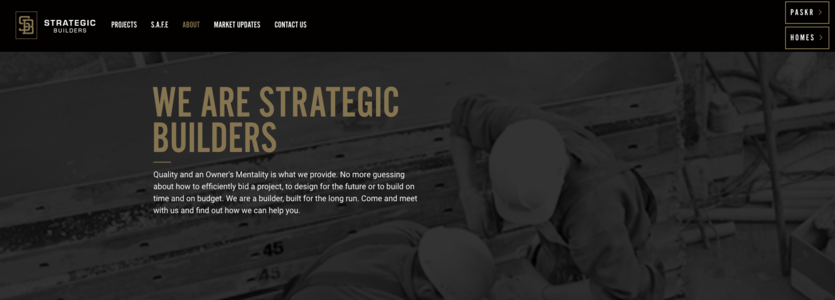 STRATEGIC
BUILDERS
PROJECTS
S.A.F.E
ABOUT
MARKET UPDATES
CONTACT US
PASKR
HOMES
WE ARE STRATEGIC
BUILDERS
Quality and an Owner's Mentality is what we provide. No more guessing
about how to efficiently bid a project, to design for the future or to build on
time and on budget. We are a builder, built for the long run. Come and meet
with us and find out how we can help you.
45
45